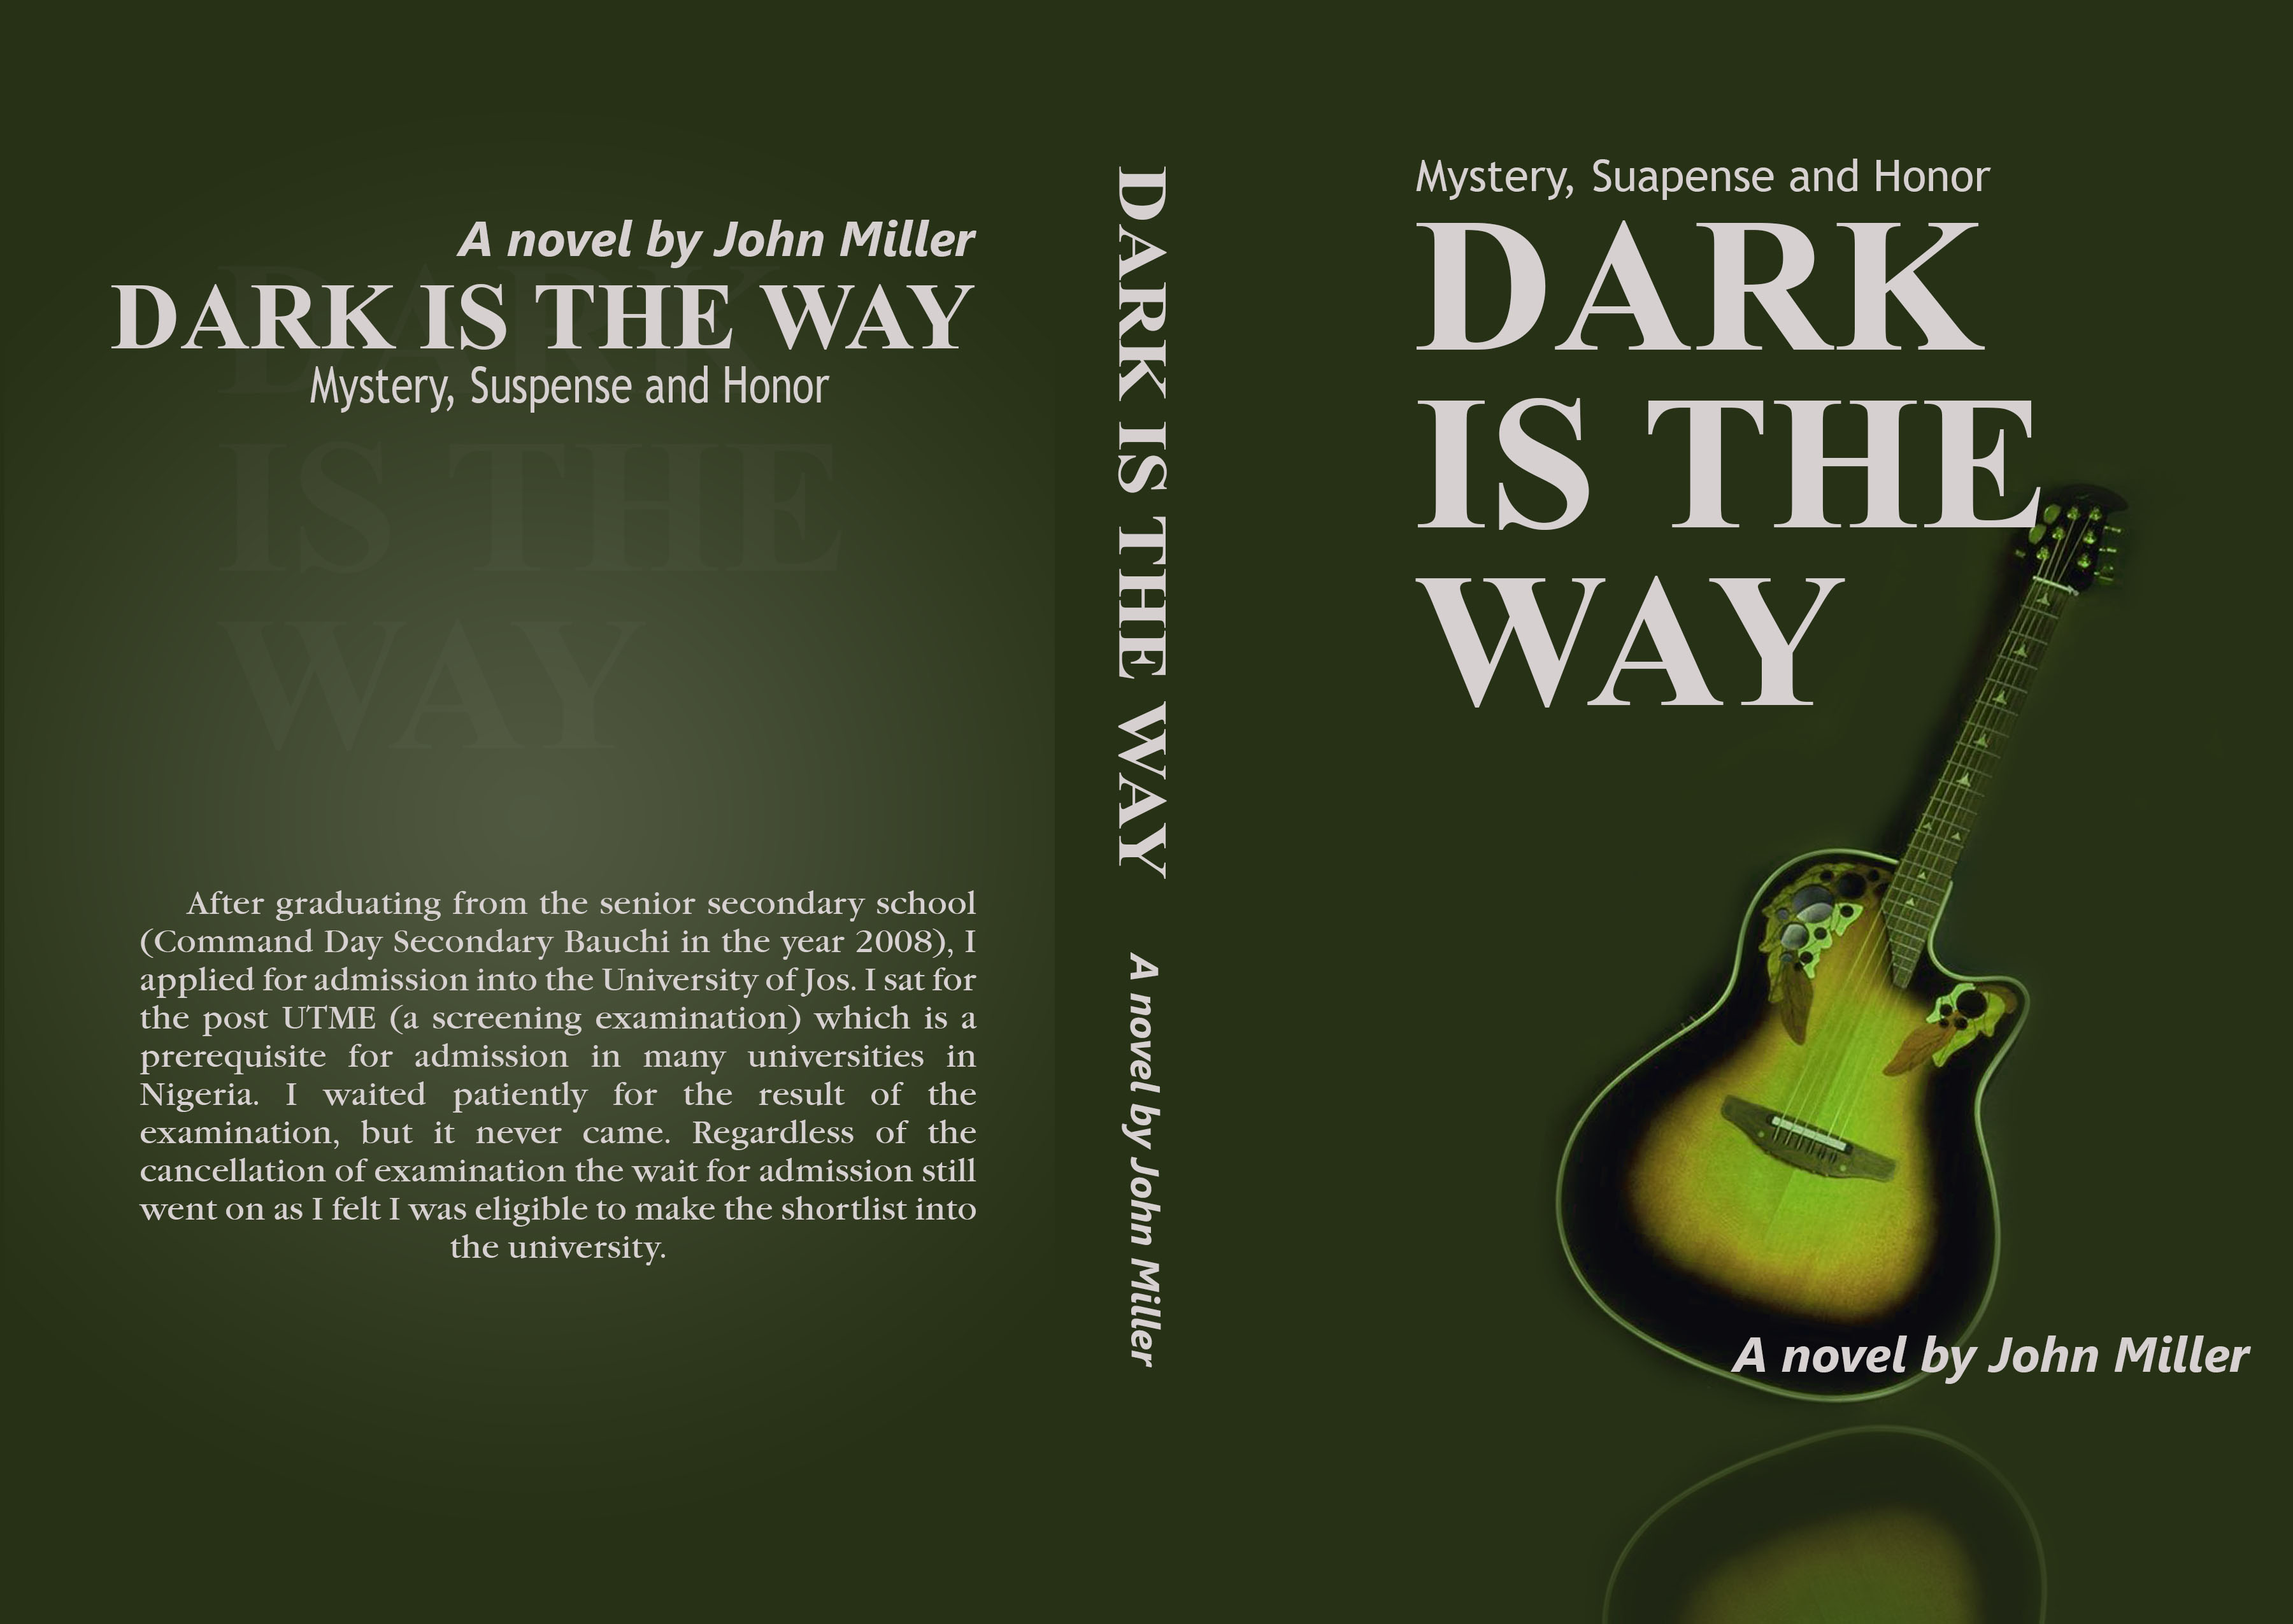 A novel by John Miller
DARK IS THE WAY
Mystery, Suspense and Honor
DARK
IS THE
WAY
After graduating from the senior secondary school
(Command Day Secondary Bauchi in the year 2008), I
applied for admission into the University of Jos. I sat for
the post UTME (a screening examination) which is a
prerequisite for admission in many universities in
Nigeria. I waited patiently for the result of the
examination, but it never came. Regardless of the
cancellation of examination the wait for admission still
went on as I felt I was eligible to make the shortlist into
the university.
DARK IS THE WAY
A novel by John Miller
Mystery, Suapense and Honor
DARK
IS THE
WAY
A novel by John Miller